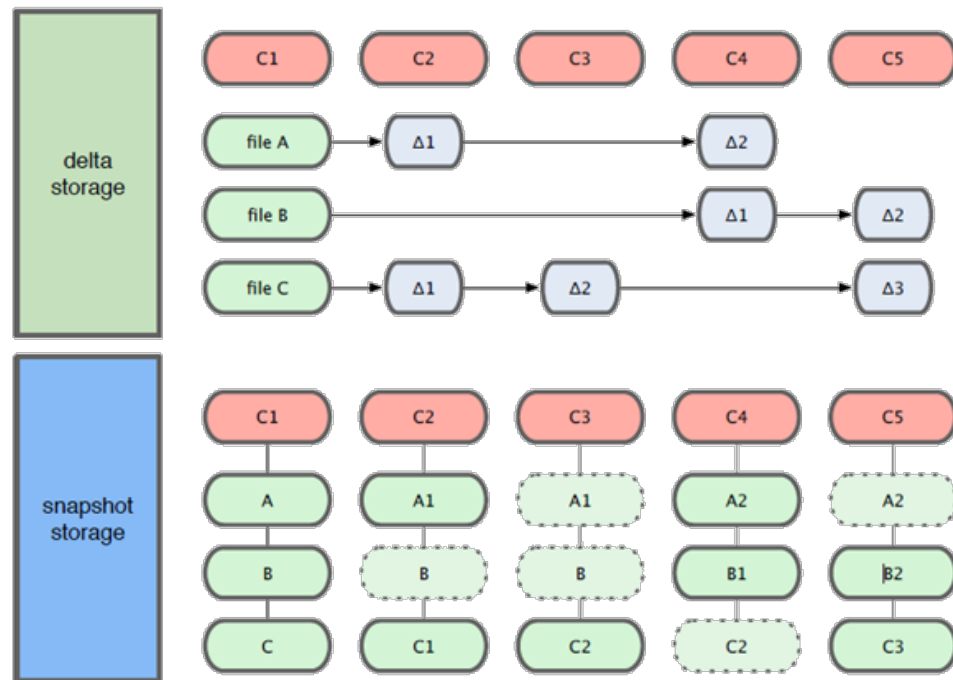 delta
storage
C1 C2 C3 C4 C5
file A Δ1 Δ2
file B Δ1 Δ2
file C Δ1 Δ2 Δ3
snapshot
storage
C1 C2 C3 C4 C5
A A1 A1 A2 A2
B B B B1 B2
C C1 C2 C2 C3